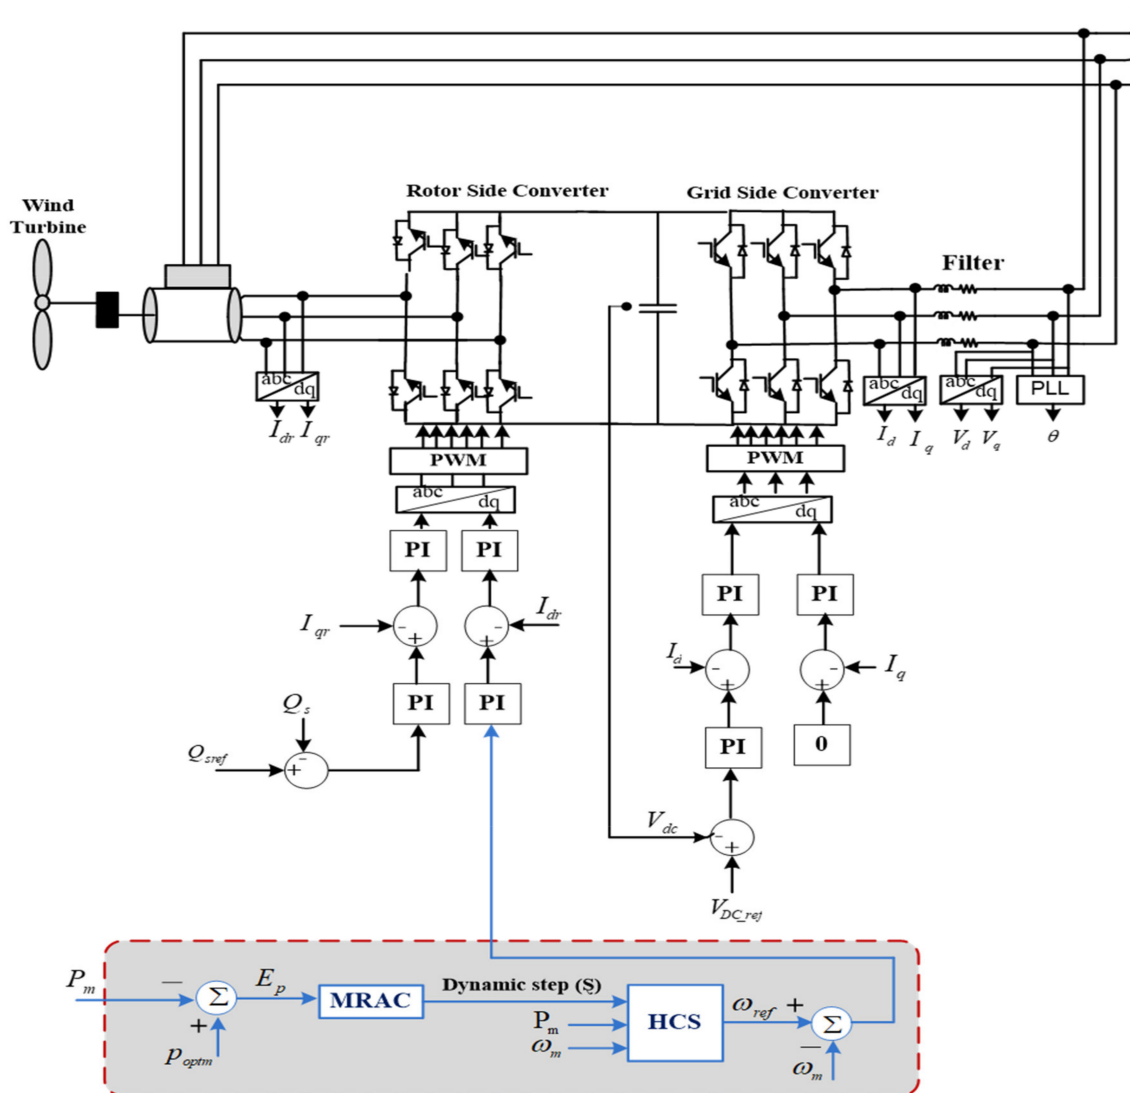 Wind
Turbine
Rotor Side Converter
Grid Side Converter
Filter
abc
dq
I_dr I_qr
abc
dq
I_d I_q
abc
dq
V_d V_q
PLL
θ
PWM
PWM
abc
dq
abc
dq
PI
PI
PI
PI
I_qr
-
+
-
+
I_dr
I_d
-
+
-
+
I_q
PI
PI
PI
0
Q_s
Q_sref
-
+
V_dc
-
+
V_DC_ref
P_m
−
Σ
+
p_optm
E_p
MRAC
Dynamic step (S)
P_m
ω_m
HCS
ω_ref +
Σ
−
ω_m